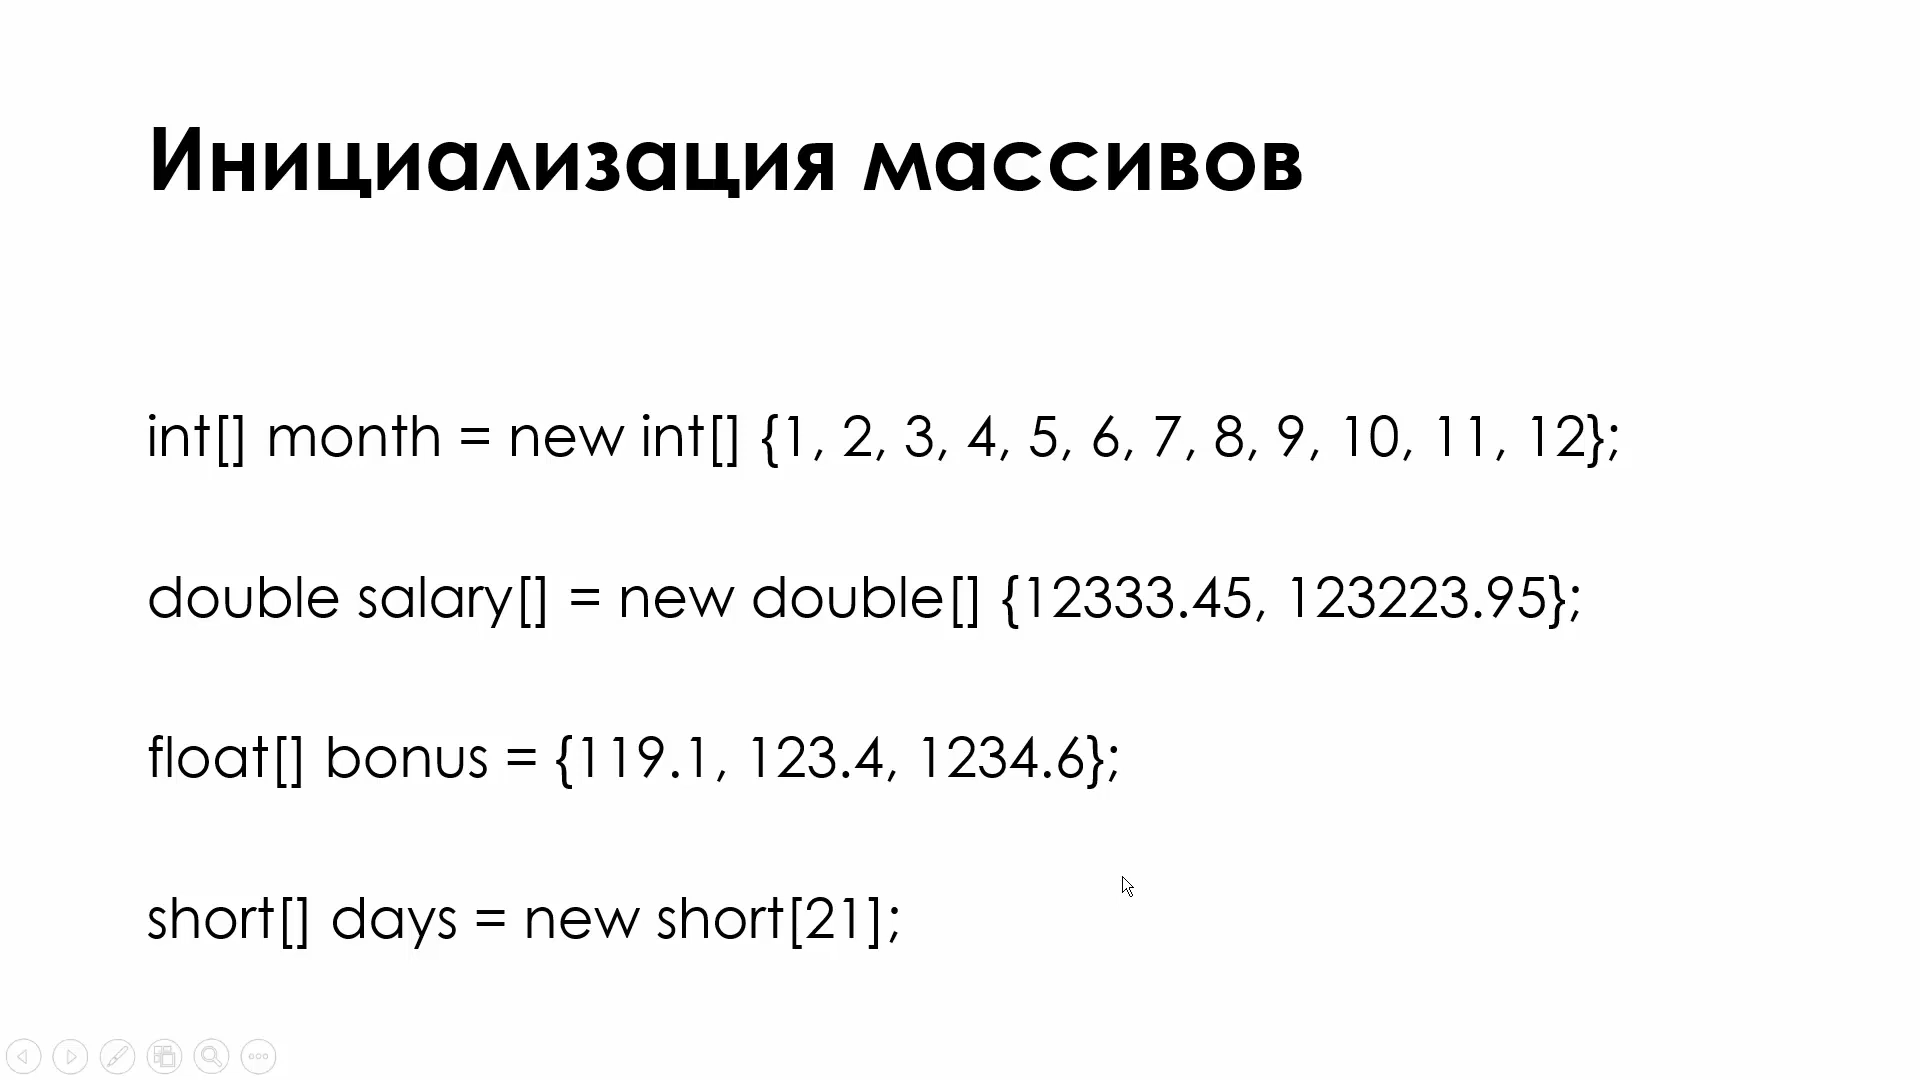 Инициализация массивов
int[] month = new int[] {1, 2, 3, 4, 5, 6, 7, 8, 9, 10, 11, 12};
double salary[] = new double[] {12333.45, 123223.95};
float[] bonus = {119.1, 123.4, 1234.6};
short[] days = new short[21];